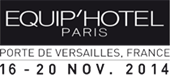 EQUIP'HOTEL
PARIS
PORTE DE VERSAILLES, FRANCE
16 - 20 NOV. 2014